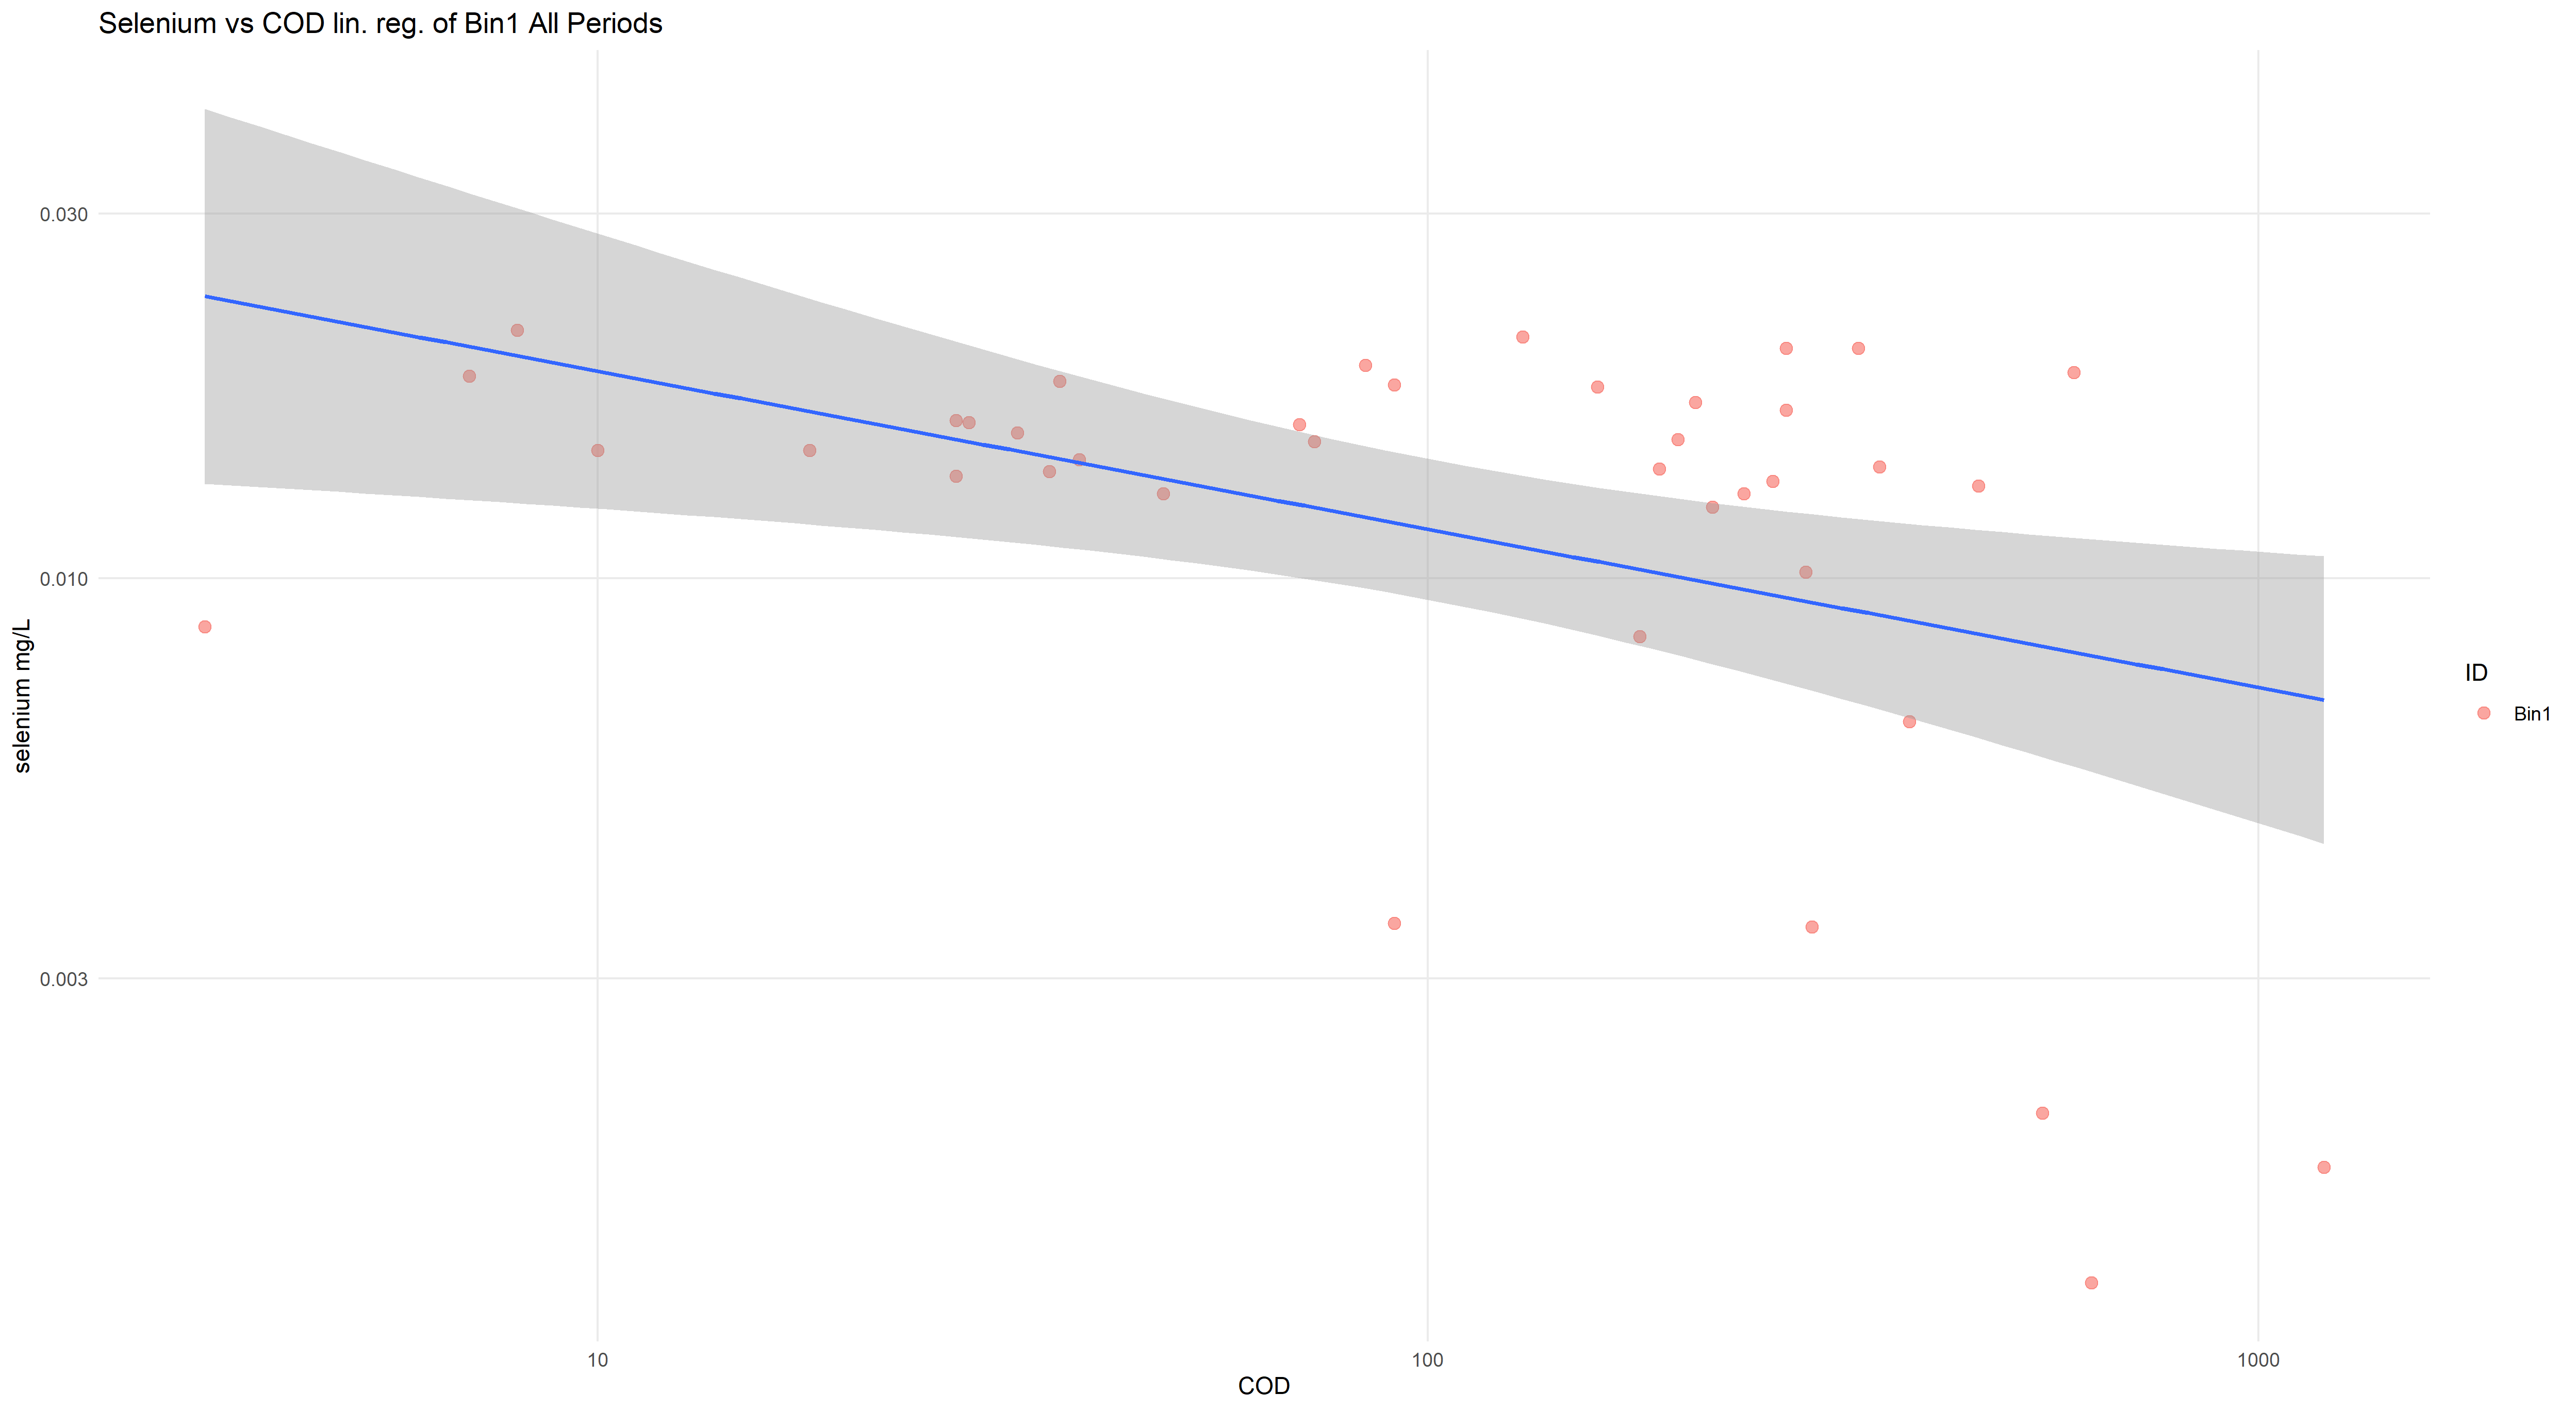 Selenium vs COD lin. reg. of Bin1 All Periods
0.030
0.010
0.003
selenium mg/L
10
100
1000
COD
ID
Bin1